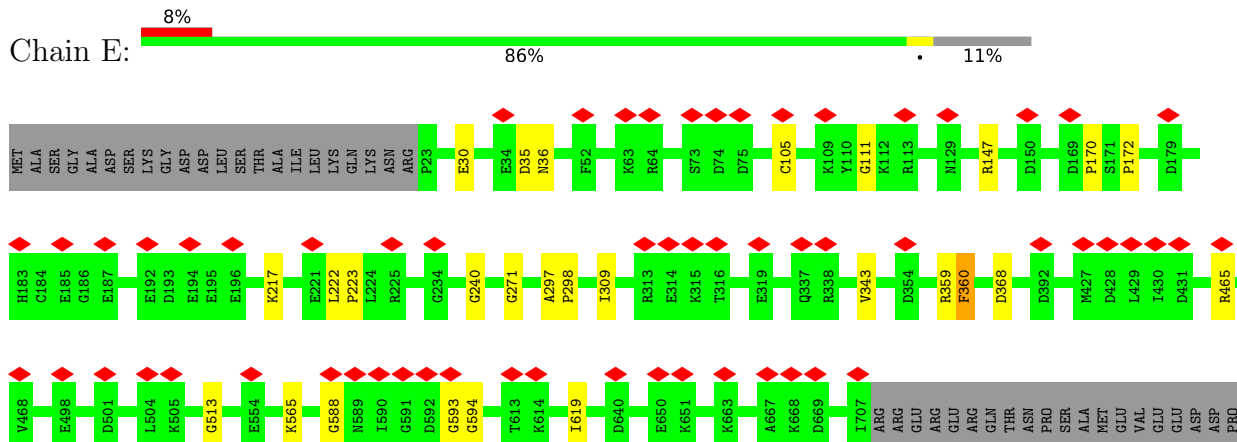 8%
Chain E:
86% • 11%
MET ALA SER GLY ALA ASP SER LYS GLY ASP ASP LEU SER THR ALA ILE LEU LYS GLN LYS ASN ARG P23 E30 E34 D35 N36 F52 K63 R64 S73 D74 D75 C105 K109 Y110 G111 K112 R113 N129 R147 D150 D169 P170 S171 P172 D179
H183 C184 E185 G186 E187 E192 D193 E194 E195 E196 K217 E221 L222 P223 L224 R225 G234 G240 G271 A297 P298 I309 R313 E314 K315 T316 E319 Q337 R338 V343 D354 R359 F360 D368 D392 M427 D428 L429 I430 D431 R465
V468 E498 D501 L504 K505 G513 E554 K565 G588 N589 I590 G591 D592 G593 G594 T613 K614 I619 D640 E650 K651 K663 A667 K668 D669 I707 ARG ARG GLU ARG GLU ARG GLN THR ASN PRO SER ALA MET GLU VAL GLU GLU ASP ASP PRO